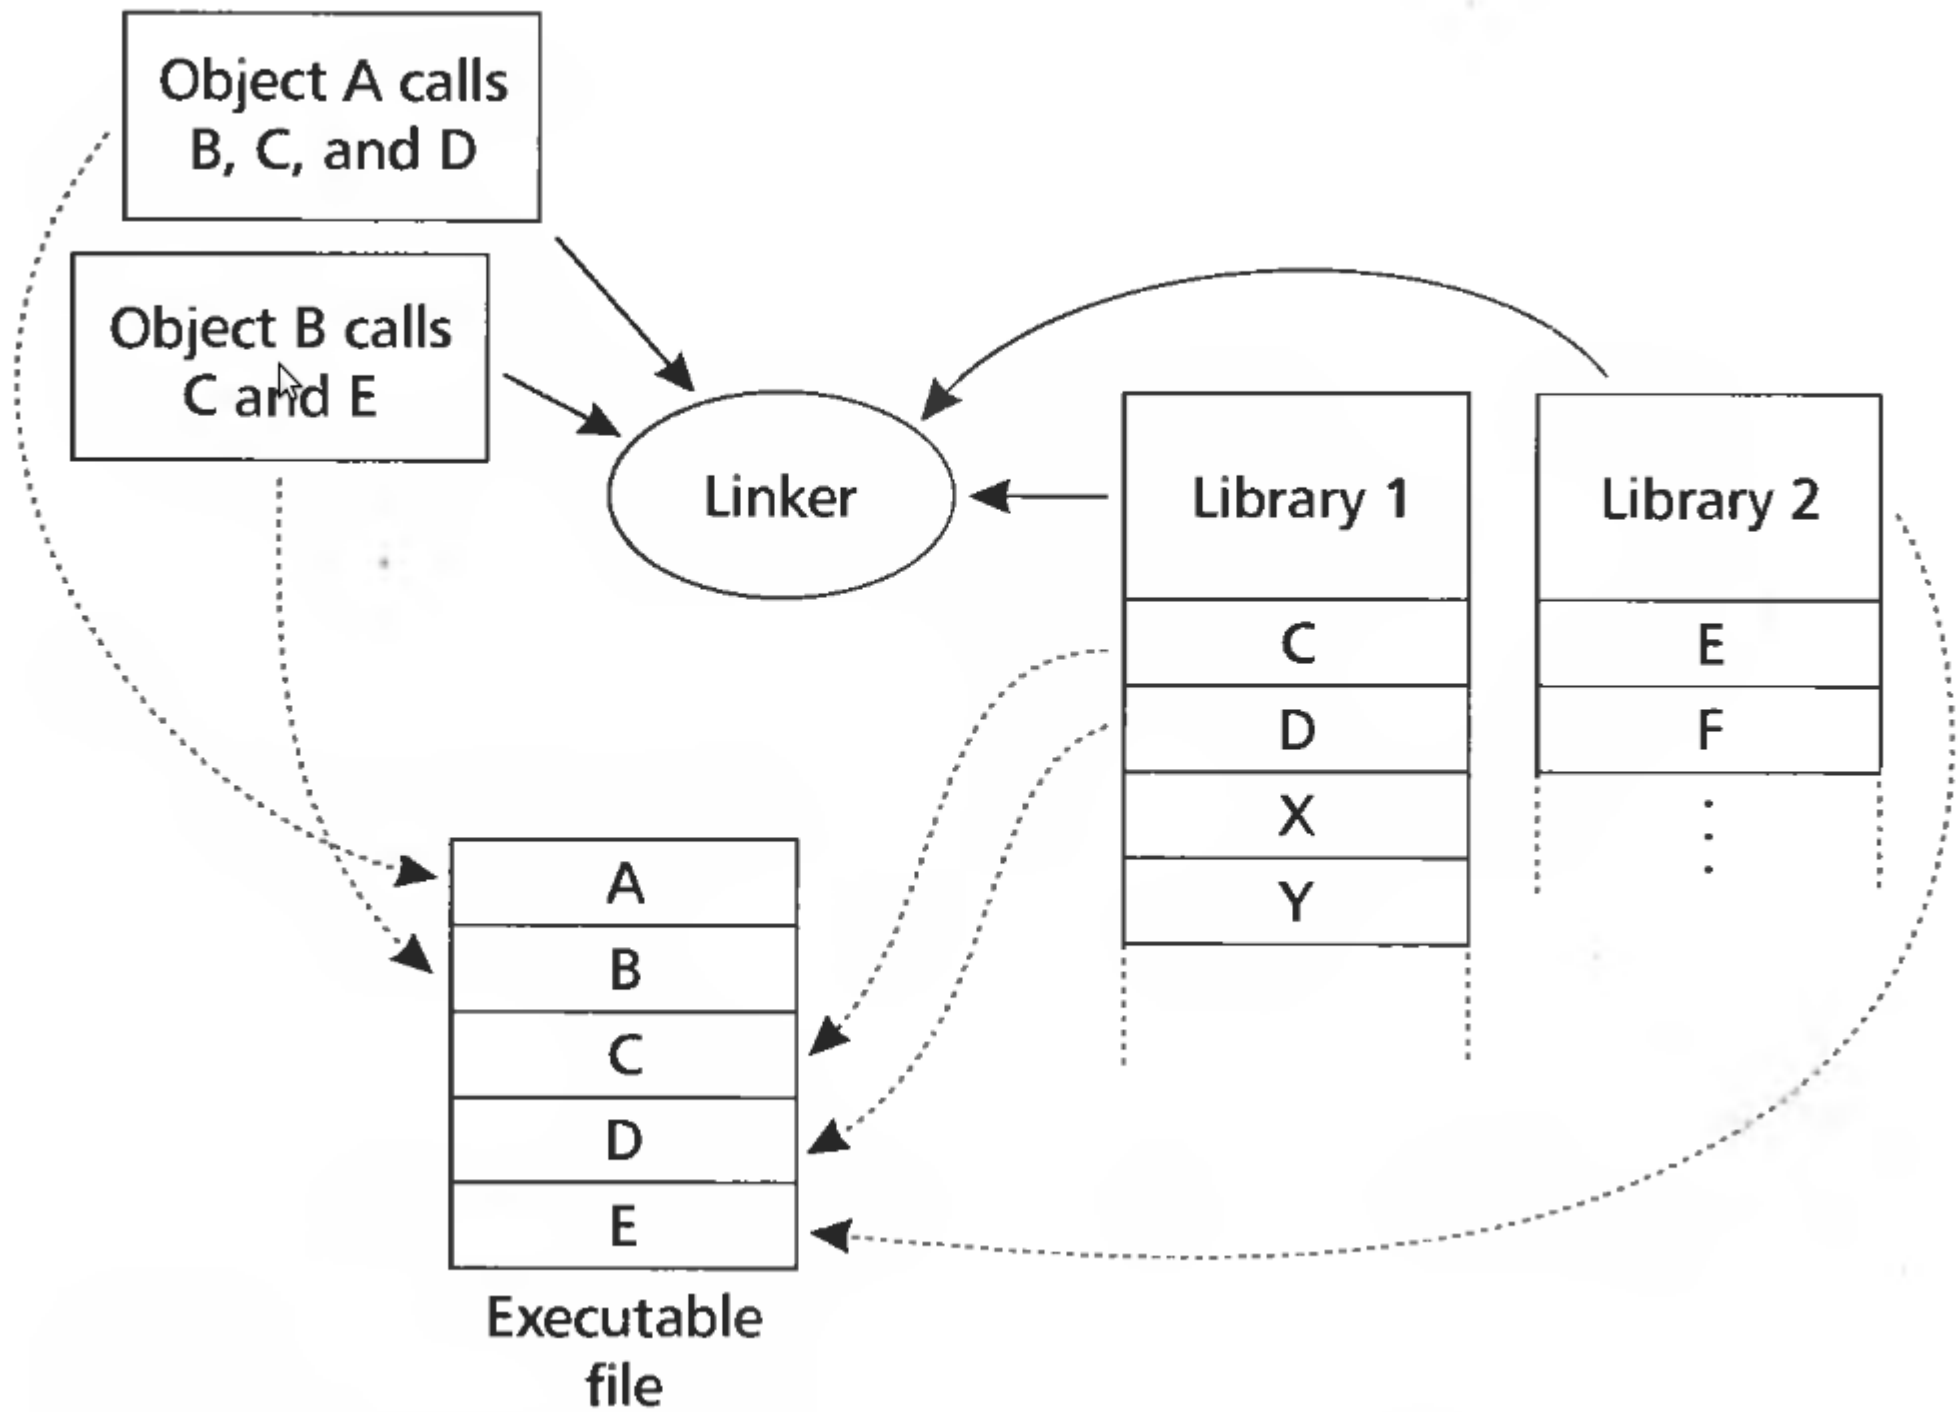 Object A calls
B, C, and D
Object B calls
C and E
Linker
Library 1
C
D
X
Y
Library 2
E
F
A
B
C
D
E
Executable
file